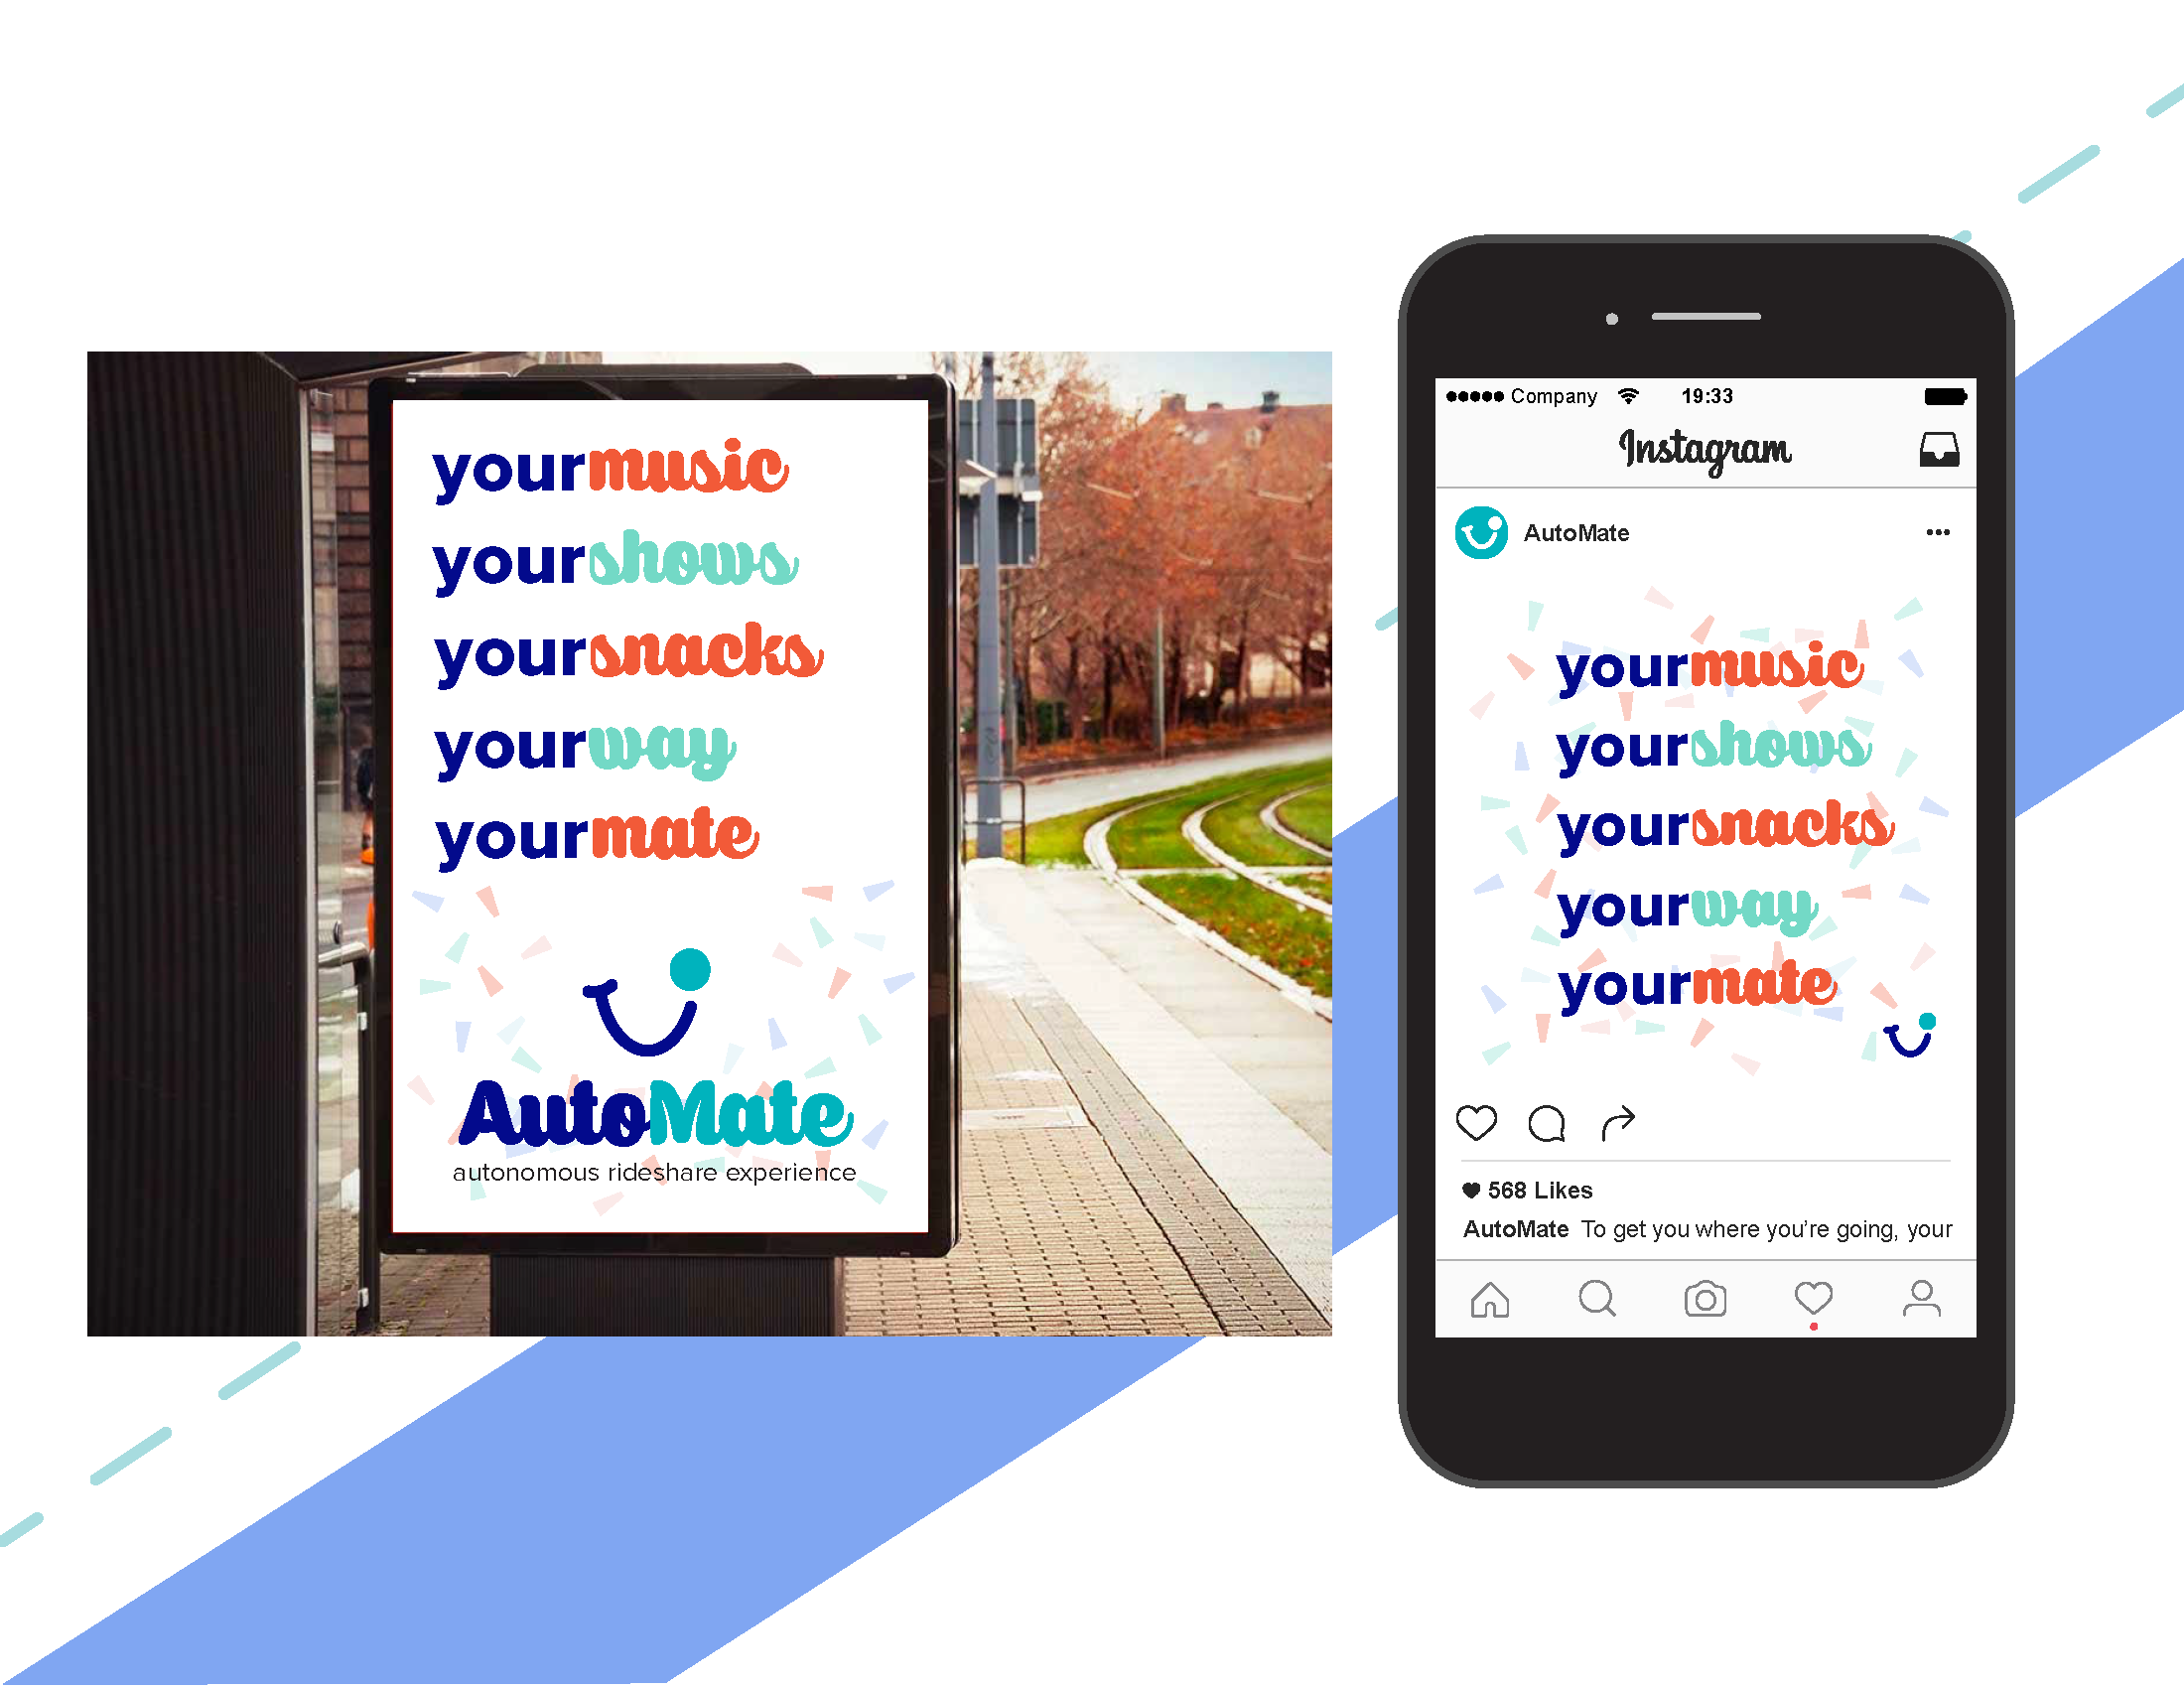 yourmusic
yourshows
yoursnacks
yourway
yourmate
AutoMate
autonomous rideshare experience
Company 19:33
Instagram
AutoMate
yourmusic
yourshows
yoursnacks
yourway
yourmate
568 Likes
AutoMate To get you where you’re going, your